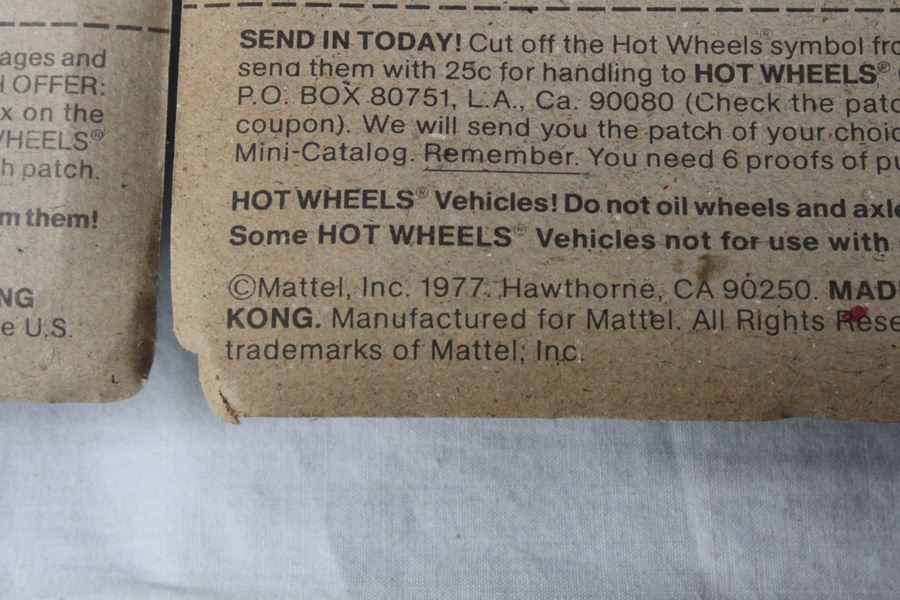 ages and
OFFER:
x on the
WHEELS®
h patch.
m them!
NG
e U.S.
SEND IN TODAY! Cut off the Hot Wheels® symbol fro
send them with 25c for handling to HOT WHEELS®
P.O. BOX 80751, L.A., Ca. 90080 (Check the patc
coupon). We will send you the patch of your choic
Mini-Catalog. Remember. You need 6 proofs of pu
HOT WHEELS® Vehicles! Do not oil wheels and axle
Some HOT WHEELS® Vehicles not for use with
©Mattel, Inc. 1977. Hawthorne, CA 90250. MAD
KONG. Manufactured for Mattel. All Rights Rese
trademarks of Mattel, Inc.